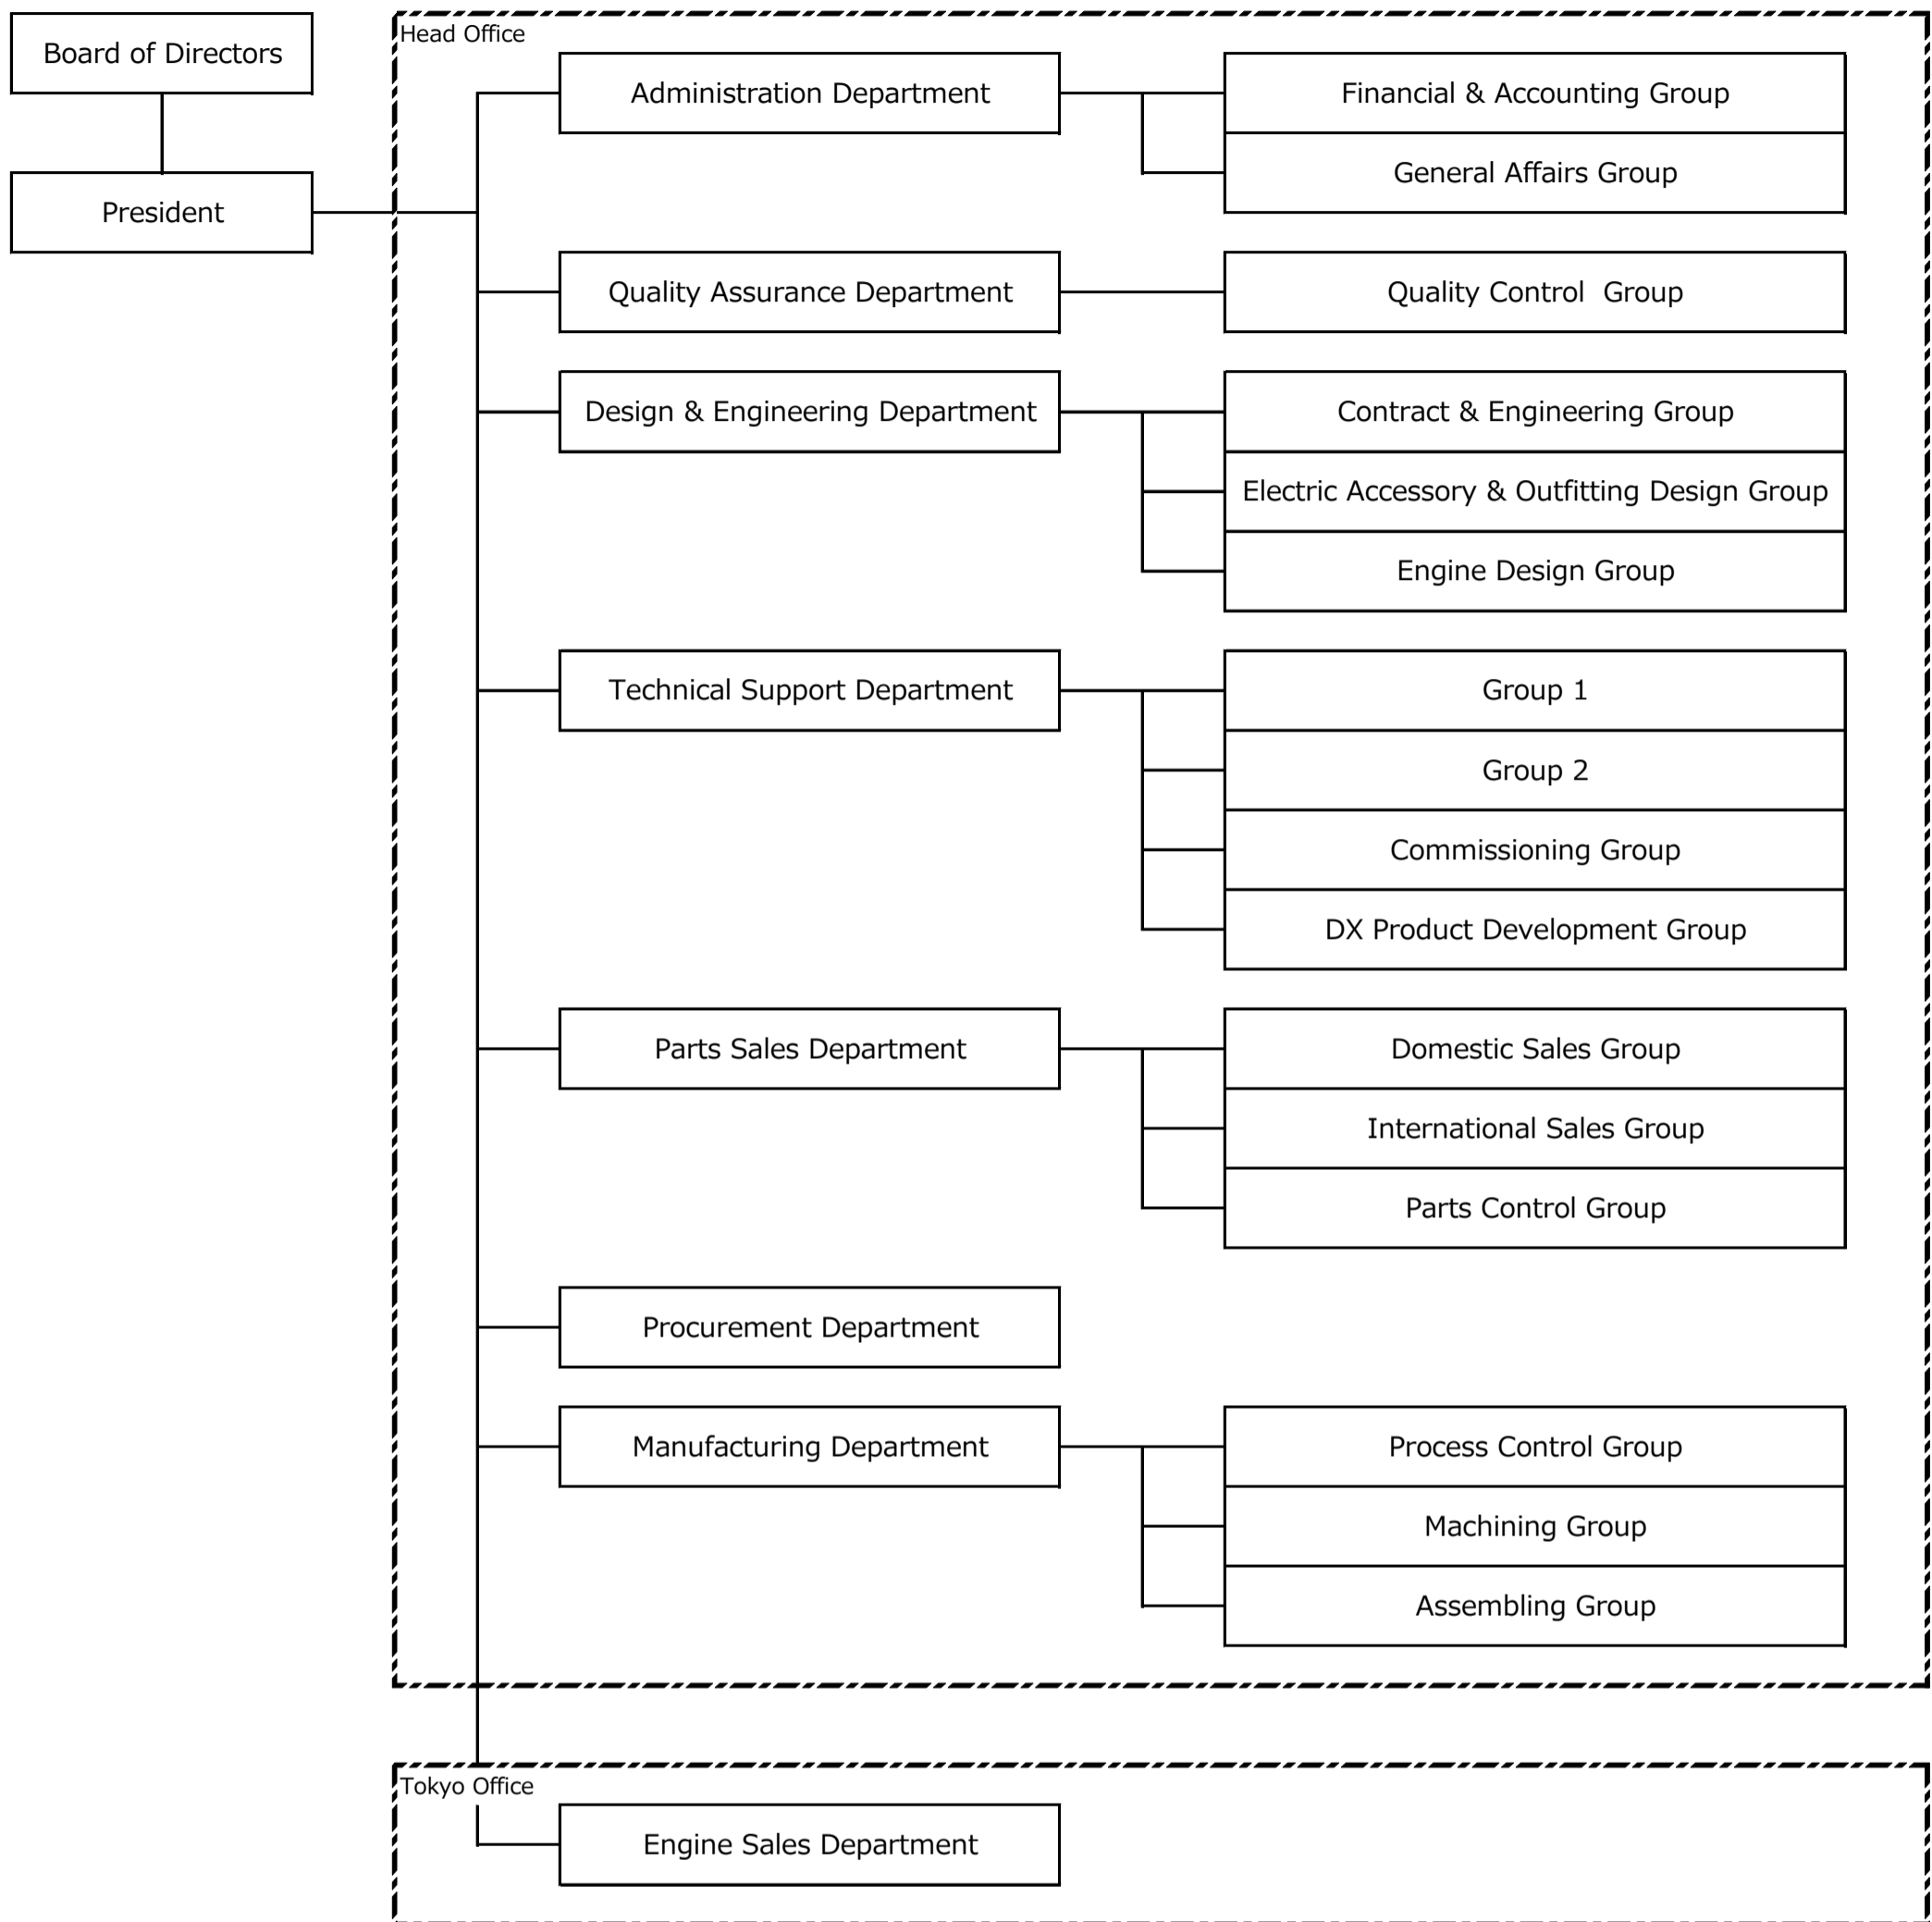 Board of Directors
President
Head Office
Administration Department
Financial & Accounting Group
General Affairs Group
Quality Assurance Department
Quality Control  Group
Design & Engineering Department
Contract & Engineering Group
Electric Accessory & Outfitting Design Group
Engine Design Group
Technical Support Department
Group 1
Group 2
Commissioning Group
DX Product Development Group
Parts Sales Department
Domestic Sales Group
International Sales Group
Parts Control Group
Procurement Department
Manufacturing Department
Process Control Group
Machining Group
Assembling Group
Tokyo Office
Engine Sales Department